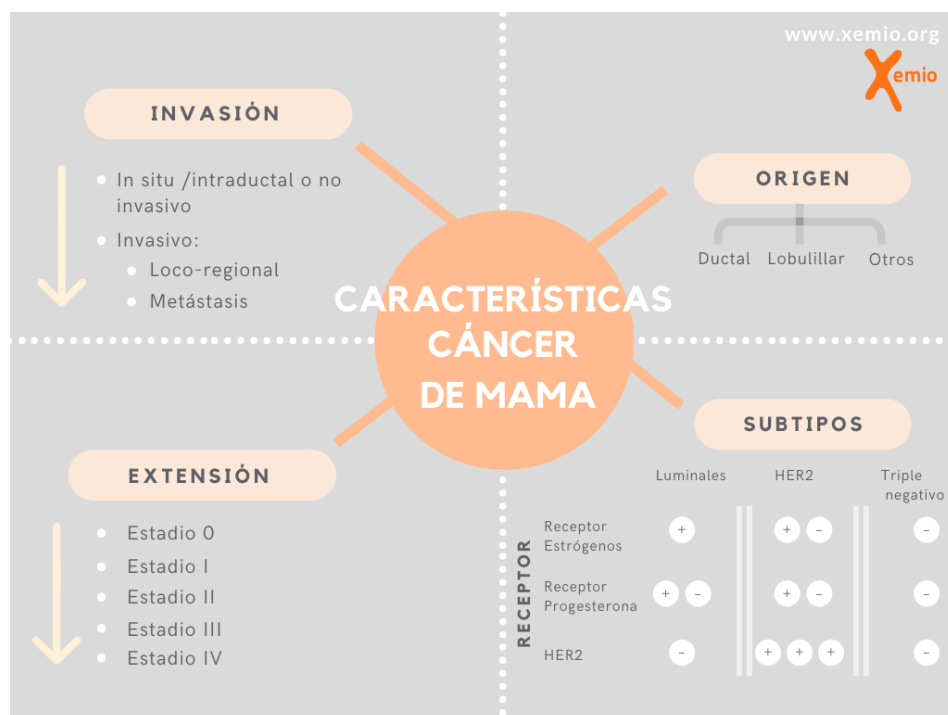 www.xemio.org
Xemio
INVASIÓN
In situ /intraductal o no
invasivo
Invasivo:
Loco-regional
Metástasis
ORIGEN
Ductal Lobulillar Otros
CARACTERÍSTICAS
CÁNCER
DE MAMA
EXTENSIÓN
Estadio 0
Estadio I
Estadio II
Estadio III
Estadio IV
SUBTIPOS
Luminales HER2 Triple
negativo
RECEPTOR
Receptor
Estrógenos
+ + - -
Receptor
Progesterona
+ - + - -
HER2 - + + + -